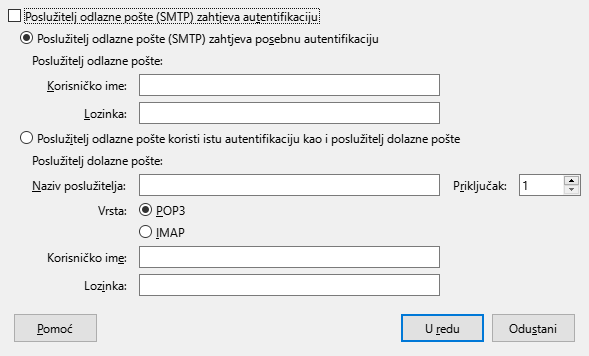 Poslužitelj odlazne pošte (SMTP) zahtjeva autentifikaciju
Poslužitelj odlazne pošte (SMTP) zahtjeva posebnu autentifikaciju
Poslužitelj odlazne pošte:
Korisničko ime:
Lozinka:
Poslužitelj odlazne pošte koristi istu autentifikaciju kao i poslužitelj dolazne pošte
Poslužitelj dolazne pošte:
Naziv poslužitelja: Priključak: 1
Vrsta: POP3
IMAP
Korisničko ime:
Lozinka:
Pomoć U redu Odustani